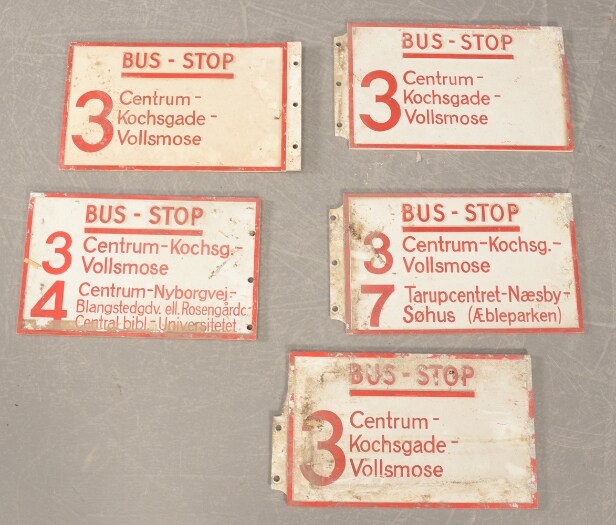 BUS - STOP
3 Centrum-
Kochsgade-
Vollsmose
BUS - STOP
3 Centrum-
Kochsgade-
Vollsmose
BUS - STOP
3 Centrum-Kochsg.-
Vollsmose
4 Centrum-Nyborgvej.-
Blangstedgdv. ell. Rosengårdc.-
Central bibl.- Universitetet
BUS - STOP
3 Centrum-Kochsg.-
Vollsmose
7 Tarupcentret-Næsby-
Søhus (Æbleparken)
BUS - STOP
3 Centrum-
Kochsgade-
Vollsmose